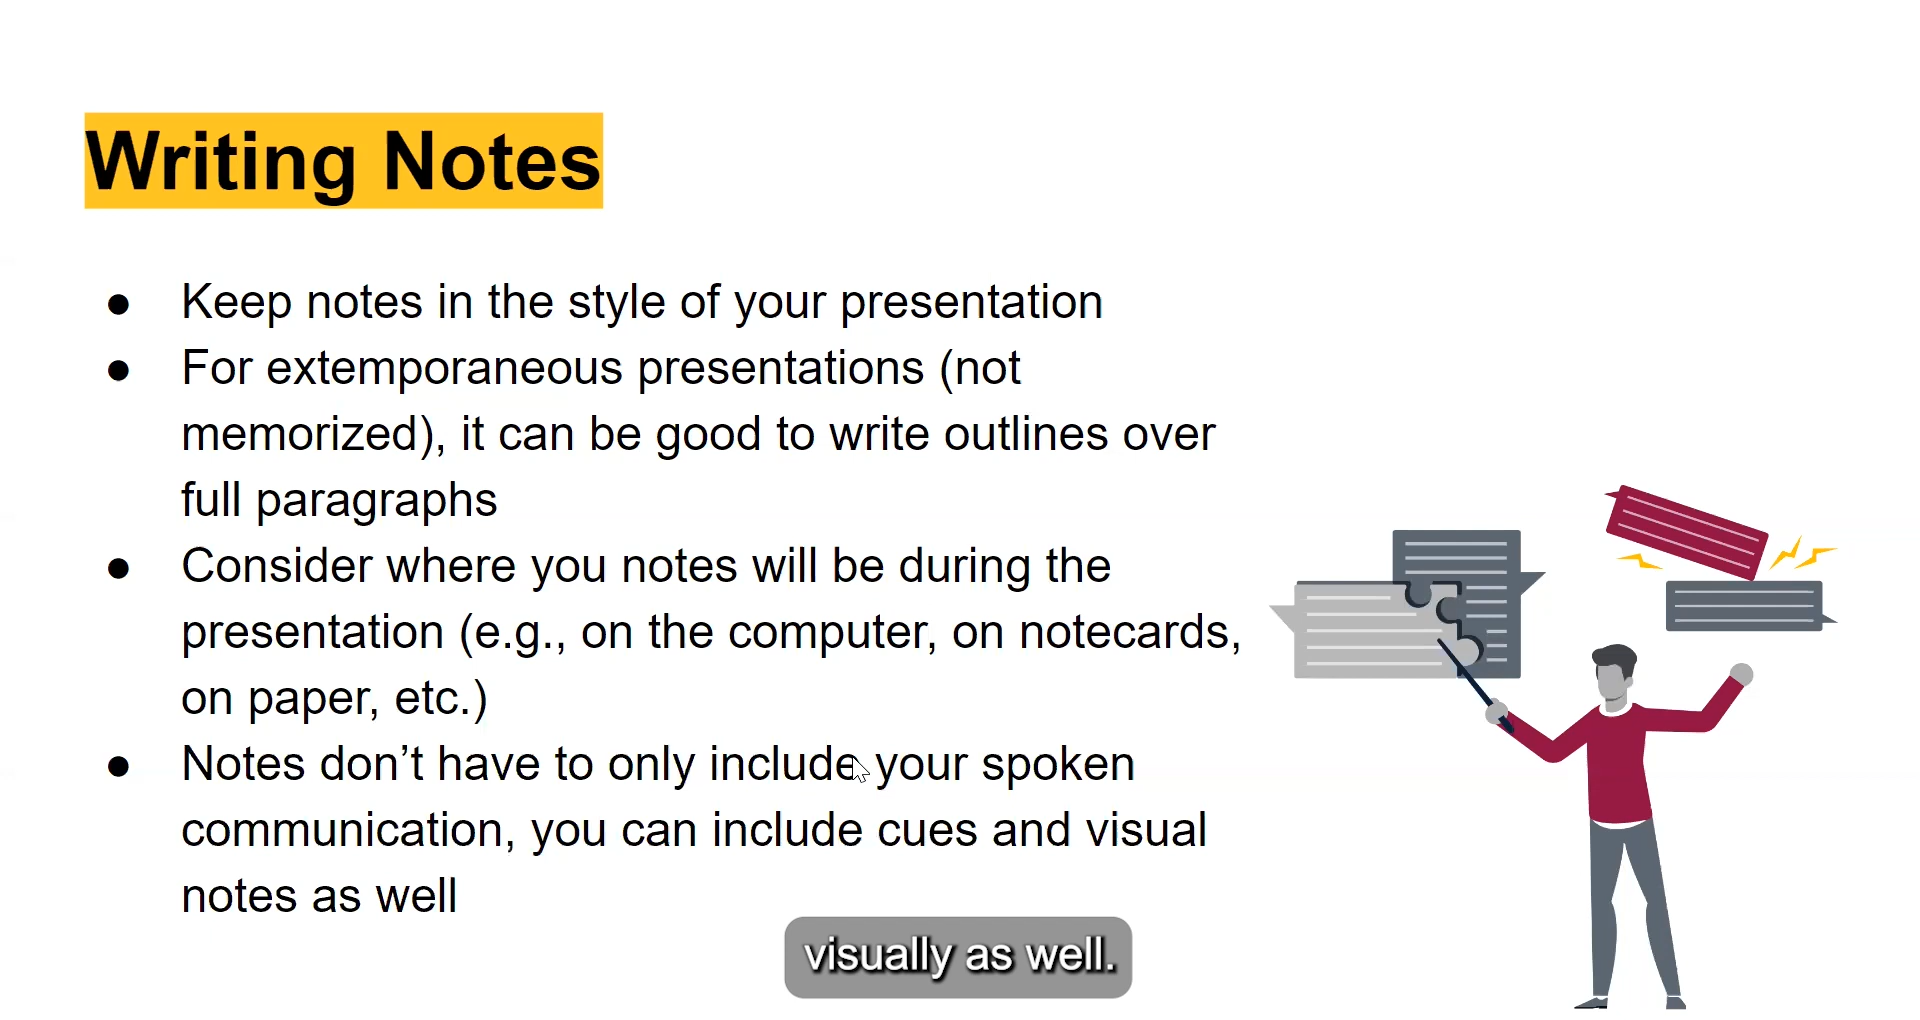 Writing Notes
● Keep notes in the style of your presentation
● For extemporaneous presentations (not
memorized), it can be good to write outlines over
full paragraphs
● Consider where you notes will be during the
presentation (e.g., on the computer, on notecards,
on paper, etc.)
● Notes don’t have to only include your spoken
communication, you can include cues and visual
notes as well
visually as well.